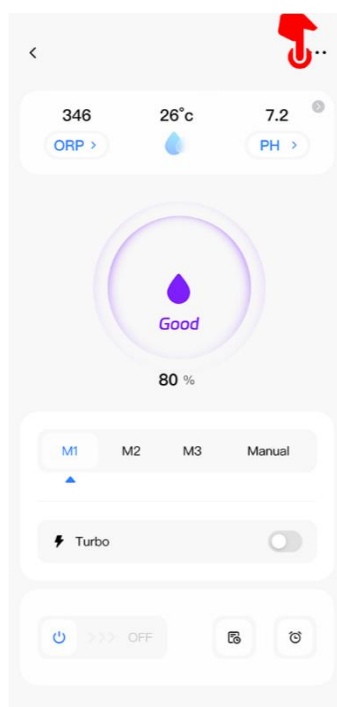 346 26°c 7.2
ORP > PH >
Good
80 %
M1 M2 M3 Manual
Turbo
>>> OFF